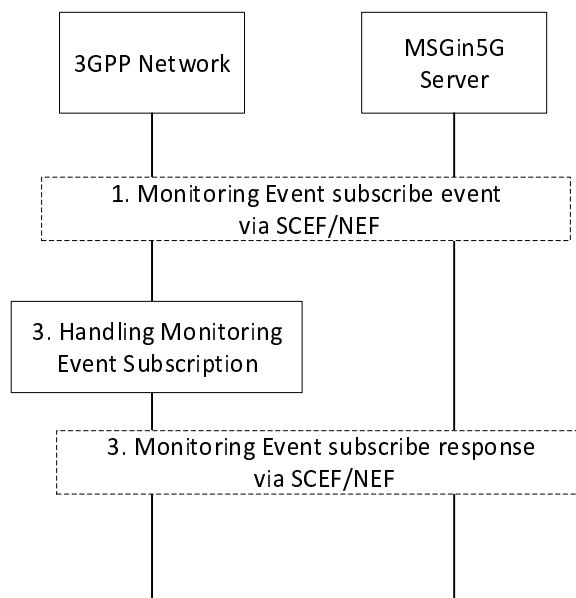 3GPP Network
MSGin5G
Server
1. Monitoring Event subscribe event
via SCEF/NEF
3. Handling Monitoring
Event Subscription
3. Monitoring Event subscribe response
via SCEF/NEF